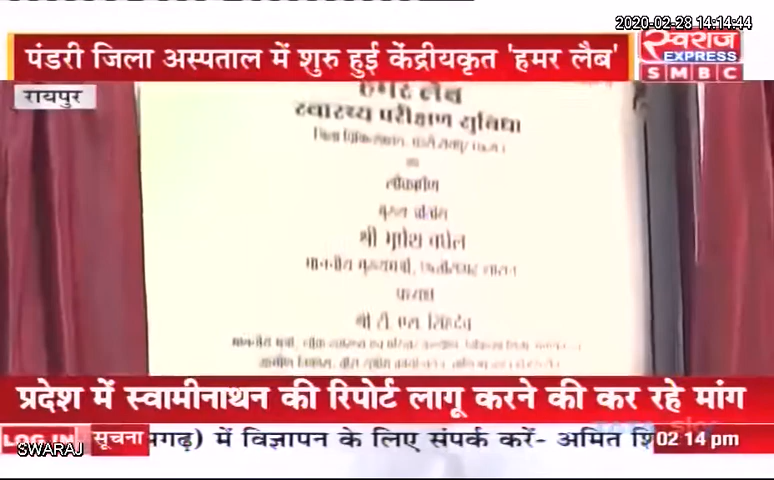 2020-02-28 14:14:44
पंडरी जिला अस्पताल में शुरु हुई केंद्रीयकृत 'हमर लैब'
स्वराज
EXPRESS
SMBC
रायपुर
हमर लैब
स्वास्थ्य परीक्षण सुविधा
लोकार्पण
मुख्य अतिथि
श्री भूपेश बघेल
माननीय मुख्यमंत्री, छत्तीसगढ़ शासन
अध्यक्ष
श्री टी.एस. सिंहदेव
प्रदेश में स्वामीनाथन की रिपोर्ट लागू करने की कर रहे मांग
LOG IN सूचना गढ़) में विज्ञापन के लिए संपर्क करें- अमित शि 02 14 pm
SWARAJ